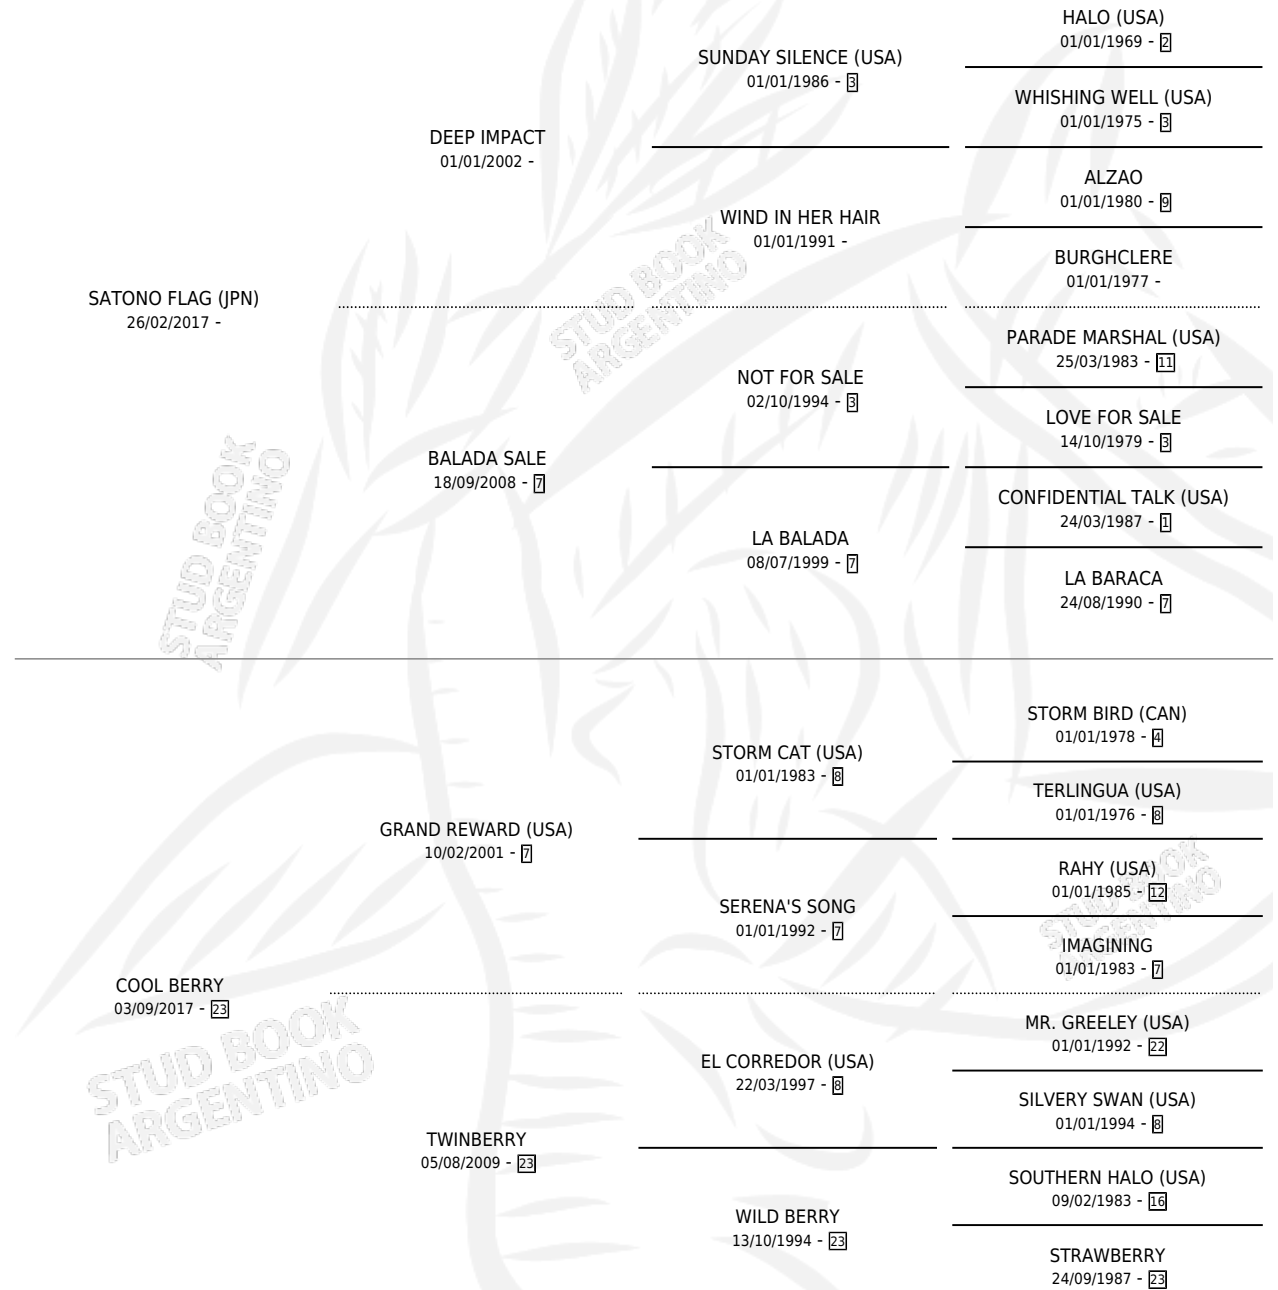 HALO (USA)
01/01/1969 - 2
SUNDAY SILENCE (USA)
01/01/1986 - 3
WHISHING WELL (USA)
01/01/1975 - 3
DEEP IMPACT
01/01/2002 -
ALZAO
01/01/1980 - 9
WIND IN HER HAIR
01/01/1991 -
BURGHCLERE
01/01/1977 -
STUD BOOK
ARGENTINO
SATONO FLAG (JPN)
26/02/2017 -
PARADE MARSHAL (USA)
25/03/1983 - 11
NOT FOR SALE
02/10/1994 - 3
LOVE FOR SALE
14/10/1979 - 3
BALADA SALE
18/09/2008 - 7
CONFIDENTIAL TALK (USA)
24/03/1987 - 1
LA BALADA
08/07/1999 - 7
LA BARACA
24/08/1990 - 7
STUD BOOK
ARGENTINO
STORM BIRD (CAN)
01/01/1978 - 4
STORM CAT (USA)
01/01/1983 - 8
TERLINGUA (USA)
01/01/1976 - 8
GRAND REWARD (USA)
10/02/2001 - 7
RAHY (USA)
01/01/1985 - 12
SERENA'S SONG
01/01/1992 - 7
IMAGINING
01/01/1983 - 7
STUD BOOK
ARGENTINO
COOL BERRY
03/09/2017 - 23
MR. GREELEY (USA)
01/01/1992 - 22
EL CORREDOR (USA)
22/03/1997 - 8
SILVERY SWAN (USA)
01/01/1994 - 8
STUD BOOK
ARGENTINO
TWINBERRY
05/08/2009 - 23
SOUTHERN HALO (USA)
09/02/1983 - 16
WILD BERRY
13/10/1994 - 23
STRAWBERRY
24/09/1987 - 23